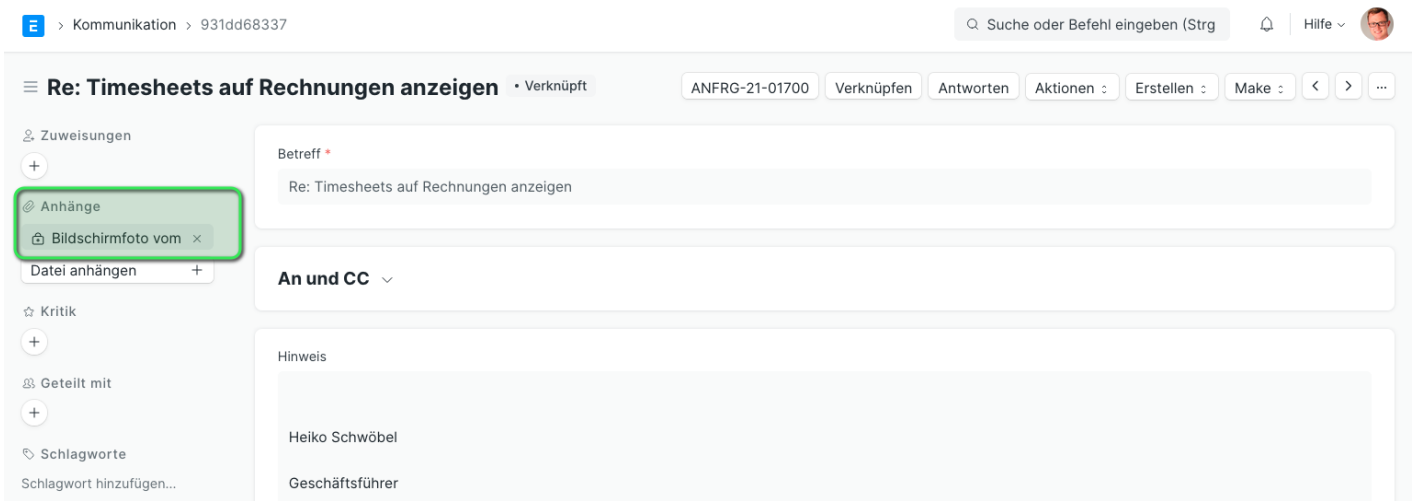 E › Kommunikation › 931dd68337 Suche oder Befehl eingeben (Strg Hilfe
Re: Timesheets auf Rechnungen anzeigen • Verknüpft ANFRG-21-01700 Verknüpfen Antworten Aktionen Erstellen Make ...
Zuweisungen
+
Anhänge
Bildschirmfoto vom ×
Datei anhängen +
Kritik
+
Geteilt mit
+
Schlagworte
Schlagwort hinzufügen...
Betreff *
Re: Timesheets auf Rechnungen anzeigen
An und CC
Hinweis
Heiko Schwöbel
Geschäftsführer